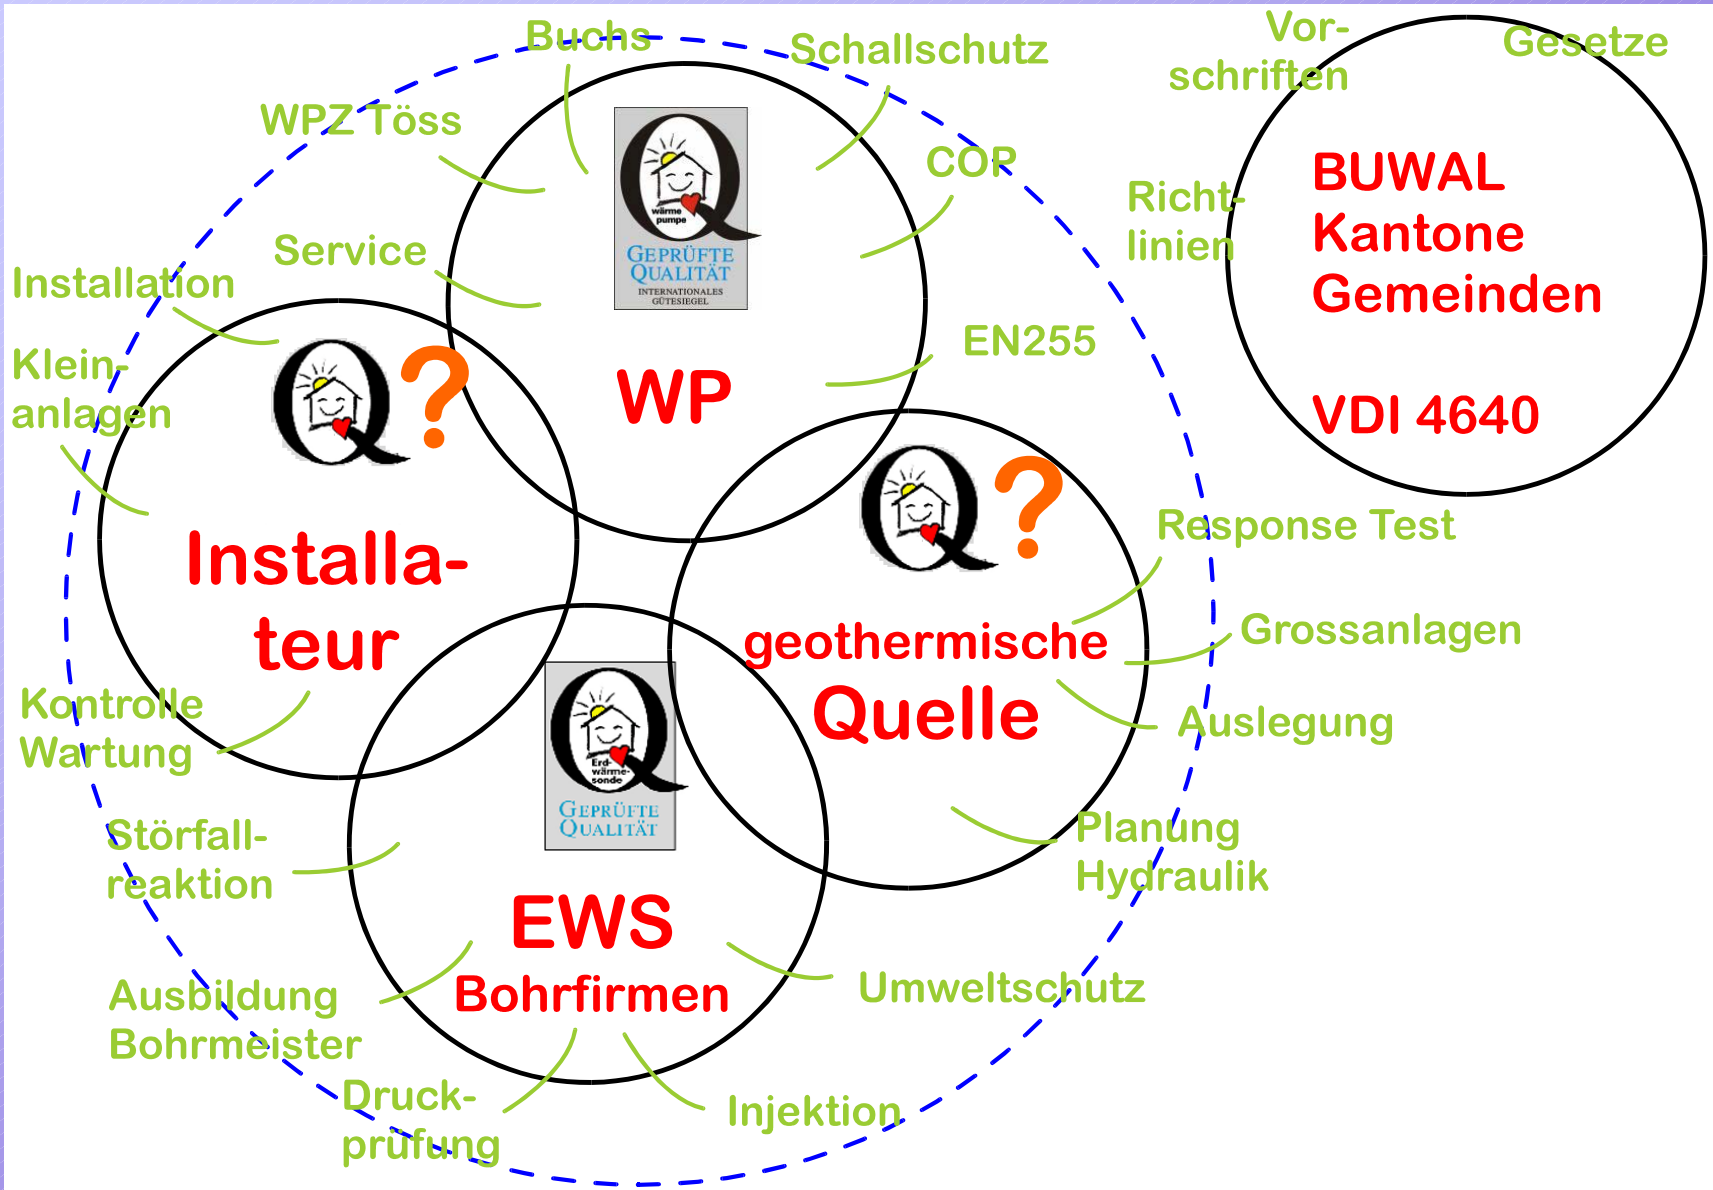 Buchs
Schallschutz
WPZ Töss
COP
Service
EN255
wärme
pumpe
GEPRÜFTE
QUALITÄT
INTERNATIONALES
GÜTESIEGEL
WP
Installation
Klein-
anlagen
?
Installa-
teur
Kontrolle
Wartung
?
geothermische
Quelle
Response Test
Grossanlagen
Auslegung
Planung
Hydraulik
Erd-
wärme-
sonde
GEPRÜFTE
QUALITÄT
EWS
Bohrfirmen
Störfall-
reaktion
Ausbildung
Bohrmeister
Druck-
prüfung
Injektion
Umweltschutz
Vor-
schriften
Gesetze
Richt-
linien
BUWAL
Kantone
Gemeinden
VDI 4640